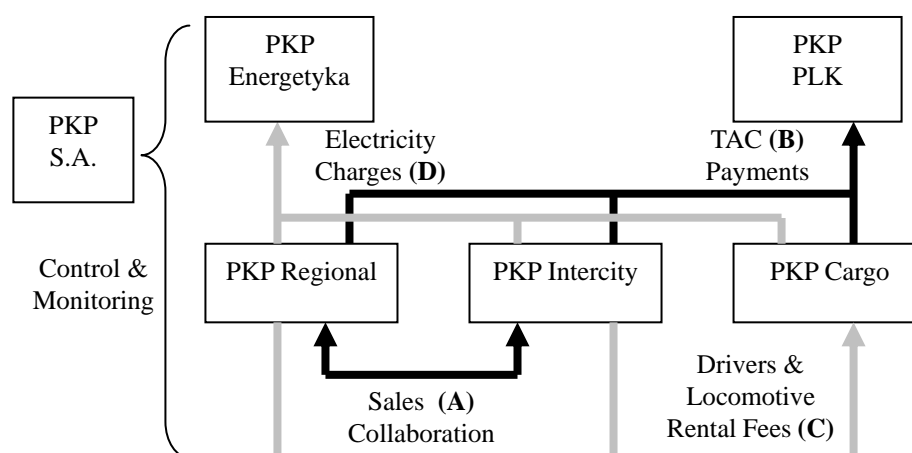 PKP
Energetyka
PKP
PLK
PKP
S.A.
Electricity
Charges (D)
TAC (B)
Payments
Control &
Monitoring
PKP Regional
PKP Intercity
PKP Cargo
Sales (A)
Collaboration
Drivers &
Locomotive
Rental Fees (C)